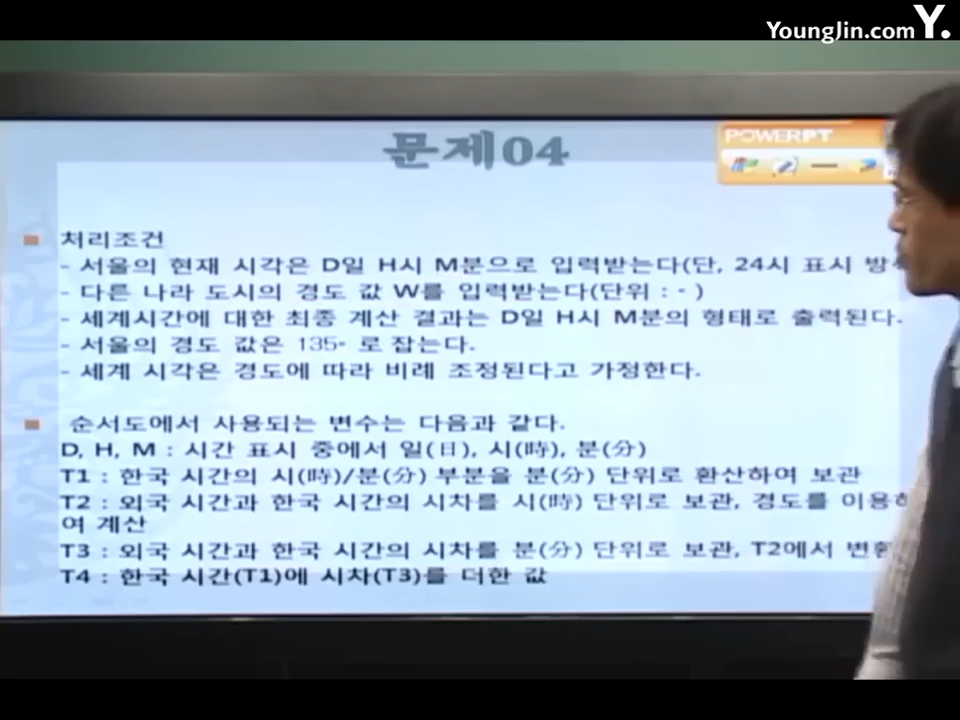 YoungJin.com Y.
문제04
POWERPT
처리조건
- 서울의 현재 시각은 D일 H시 M분으로 입력받는다(단, 24시 표시
- 다른 나라 도시의 경도 값 W를 입력받는다(단위 : ° )
- 세계시간에 대한 최종 계산 결과는 D일 H시 M분의 형태로 출력된다.
- 서울의 경도 값은 135° 로 잡는다.
- 세계 시각은 경도에 따라 비례 조정된다고 가정한다.
순서도에서 사용되는 변수는 다음과 같다.
D, H, M : 시간 표시 중에서 일(日), 시(時), 분(分)
T1 : 한국 시간의 시(時)/분(分) 부분을 분(分) 단위로 환산하여 보관
T2 : 외국 시간과 한국 시간의 시차를 시(時) 단위로 보관, 경도를 이용하
여 계산
T3 : 외국 시간과 한국 시간의 시차를 분(分) 단위로 보관, T2에서 변환
T4 : 한국 시간(T1)에 시차(T3)를 더한 값